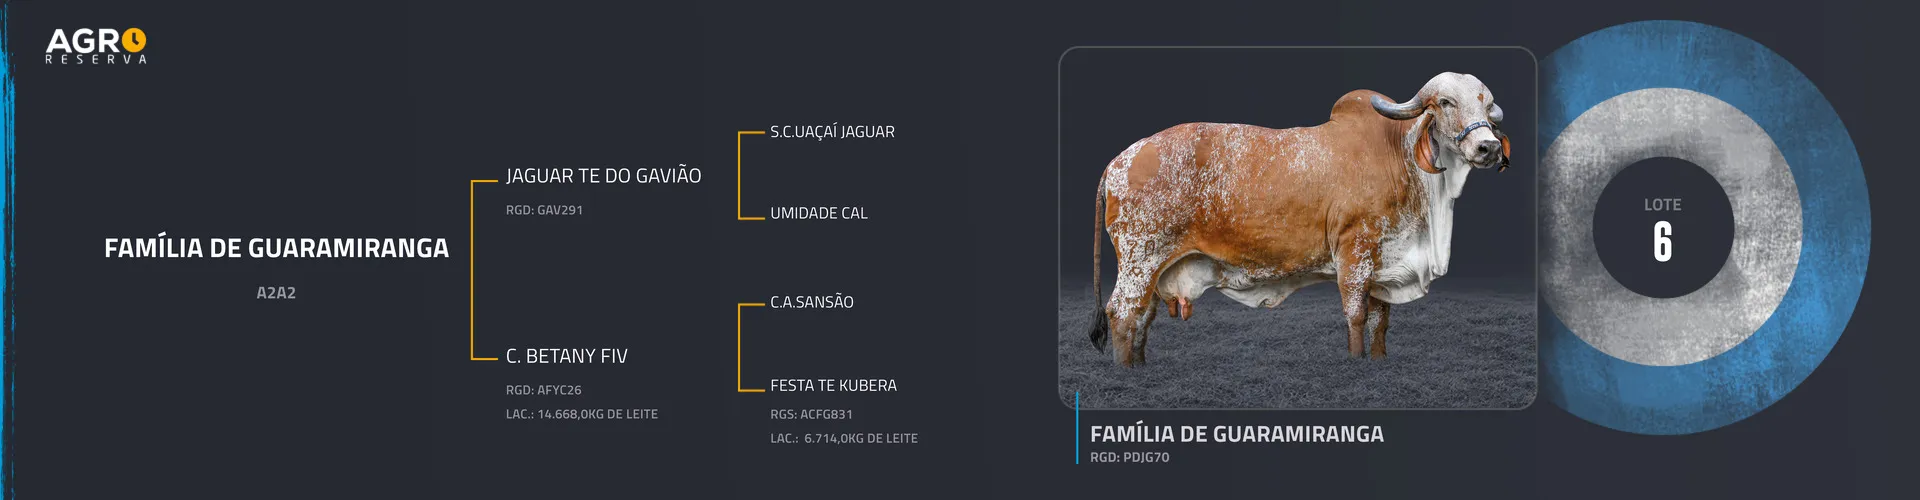 AGRO
RESERVA
FAMÍLIA DE GUARAMIRANGA
A2A2
JAGUAR TE DO GAVIÃO
RGD: GAV291
C. BETANY FIV
RGD: AFYC26
LAC.: 14.668,0KG DE LEITE
S.C.UAÇAÍ JAGUAR
UMIDADE CAL
C.A.SANSÃO
FESTA TE KUBERA
RGS: ACFG831
LAC.: 6.714,0KG DE LEITE
FAMÍLIA DE GUARAMIRANGA
RGD: PDJG70
LOTE
6